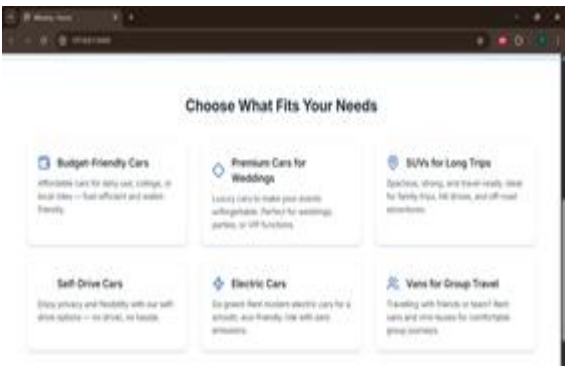 Choose What Fits Your Needs
Budget-Friendly Cars
Affordable cars for daily use, college, or
local rides — fuel-efficient and wallet-
friendly.
Premium Cars for
Weddings
Luxury cars to make your events
unforgettable. Perfect for weddings,
parties, or VIP functions.
SUVs for Long Trips
Spacious, strong, and travel-ready. Ideal
for family trips, hill drives, and off-road
adventures.
Self-Drive Cars
Enjoy privacy and flexibility with our self-
drive options — no driver, no hassle.
Electric Cars
Go green! Rent modern electric cars for a
smooth, eco-friendly ride with zero
emissions.
Vans for Group Travel
Traveling with friends or team? Rent
vans and mini-buses for comfortable
group journeys.